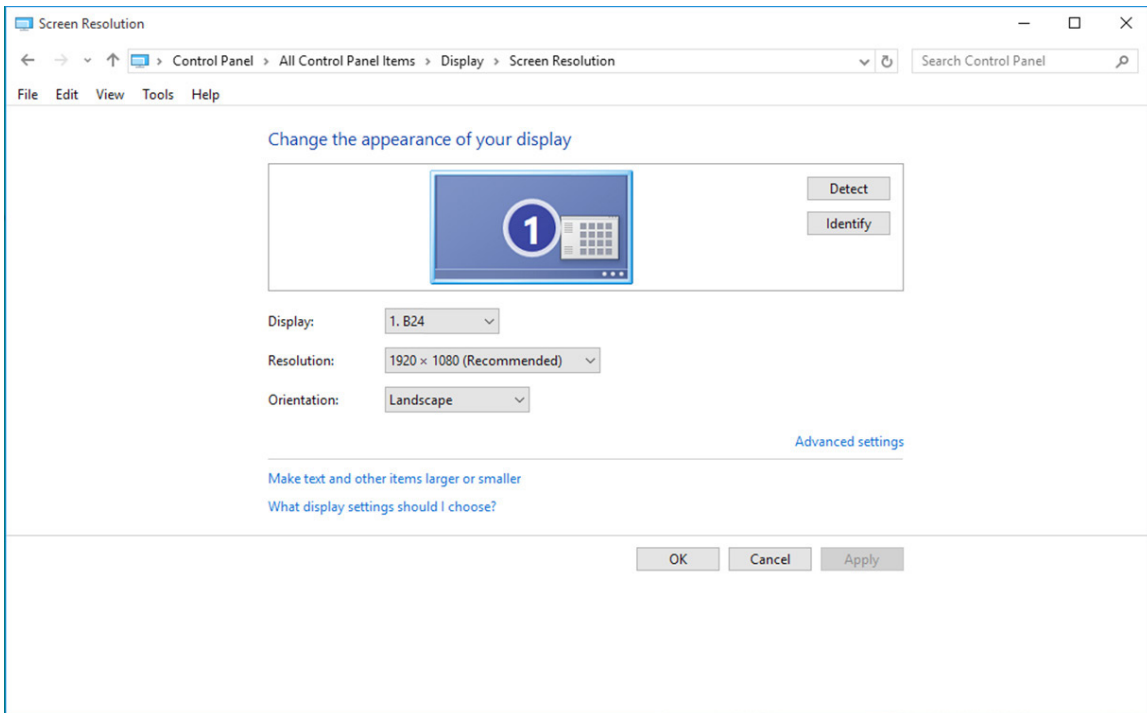 Screen Resolution
Control Panel > All Control Panel Items > Display > Screen Resolution
Search Control Panel
File Edit View Tools Help
Change the appearance of your display
1
Detect
Identify
Display: 1. B24
Resolution: 1920 × 1080 (Recommended)
Orientation: Landscape
Advanced settings
Make text and other items larger or smaller
What display settings should I choose?
OK Cancel Apply